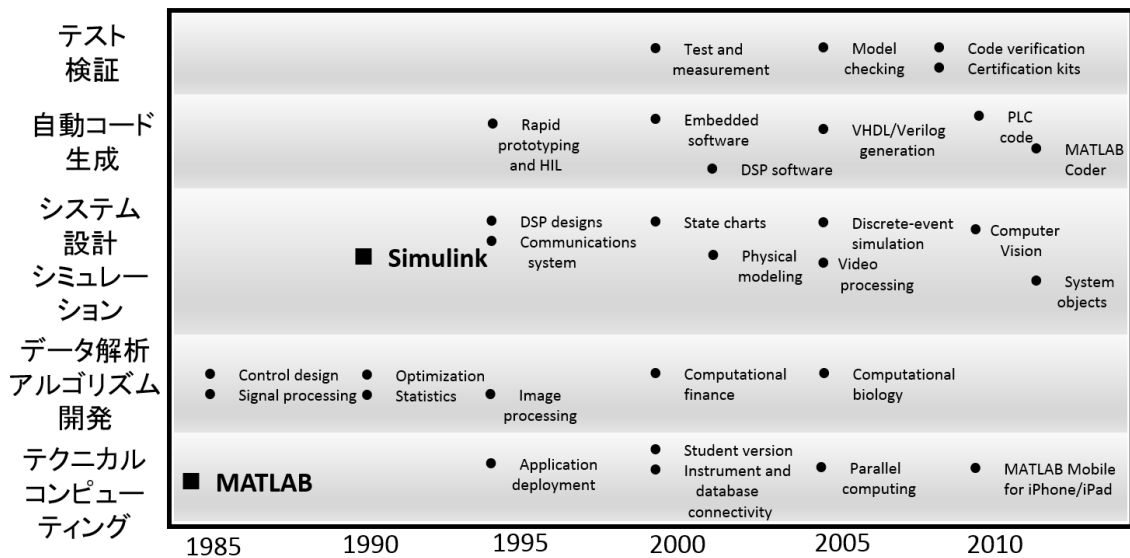 テスト
検証
Test and
measurement
Model
checking
Code verification
Certification kits
自動コード
生成
Rapid
prototyping
and HIL
Embedded
software
DSP software
VHDL/Verilog
generation
PLC
code
MATLAB
Coder
システム
設計
シミュレー
ション
Simulink
DSP designs
Communications
system
State charts
Physical
modeling
Discrete-event
simulation
Video
processing
Computer
Vision
System
objects
データ解析
アルゴリズム
開発
Control design
Signal processing
Optimization
Statistics
Image
processing
Computational
finance
Computational
biology
テクニカル
コンピュー
ティング
MATLAB
Application
deployment
Student version
Instrument and
database
connectivity
Parallel
computing
MATLAB Mobile
for iPhone/iPad
1985
1990
1995
2000
2005
2010